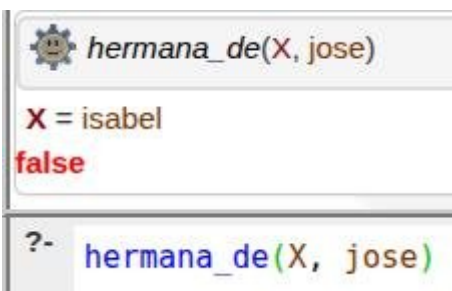 hermana_de(X, jose)
X = isabel
false
?- hermana_de(X, jose)